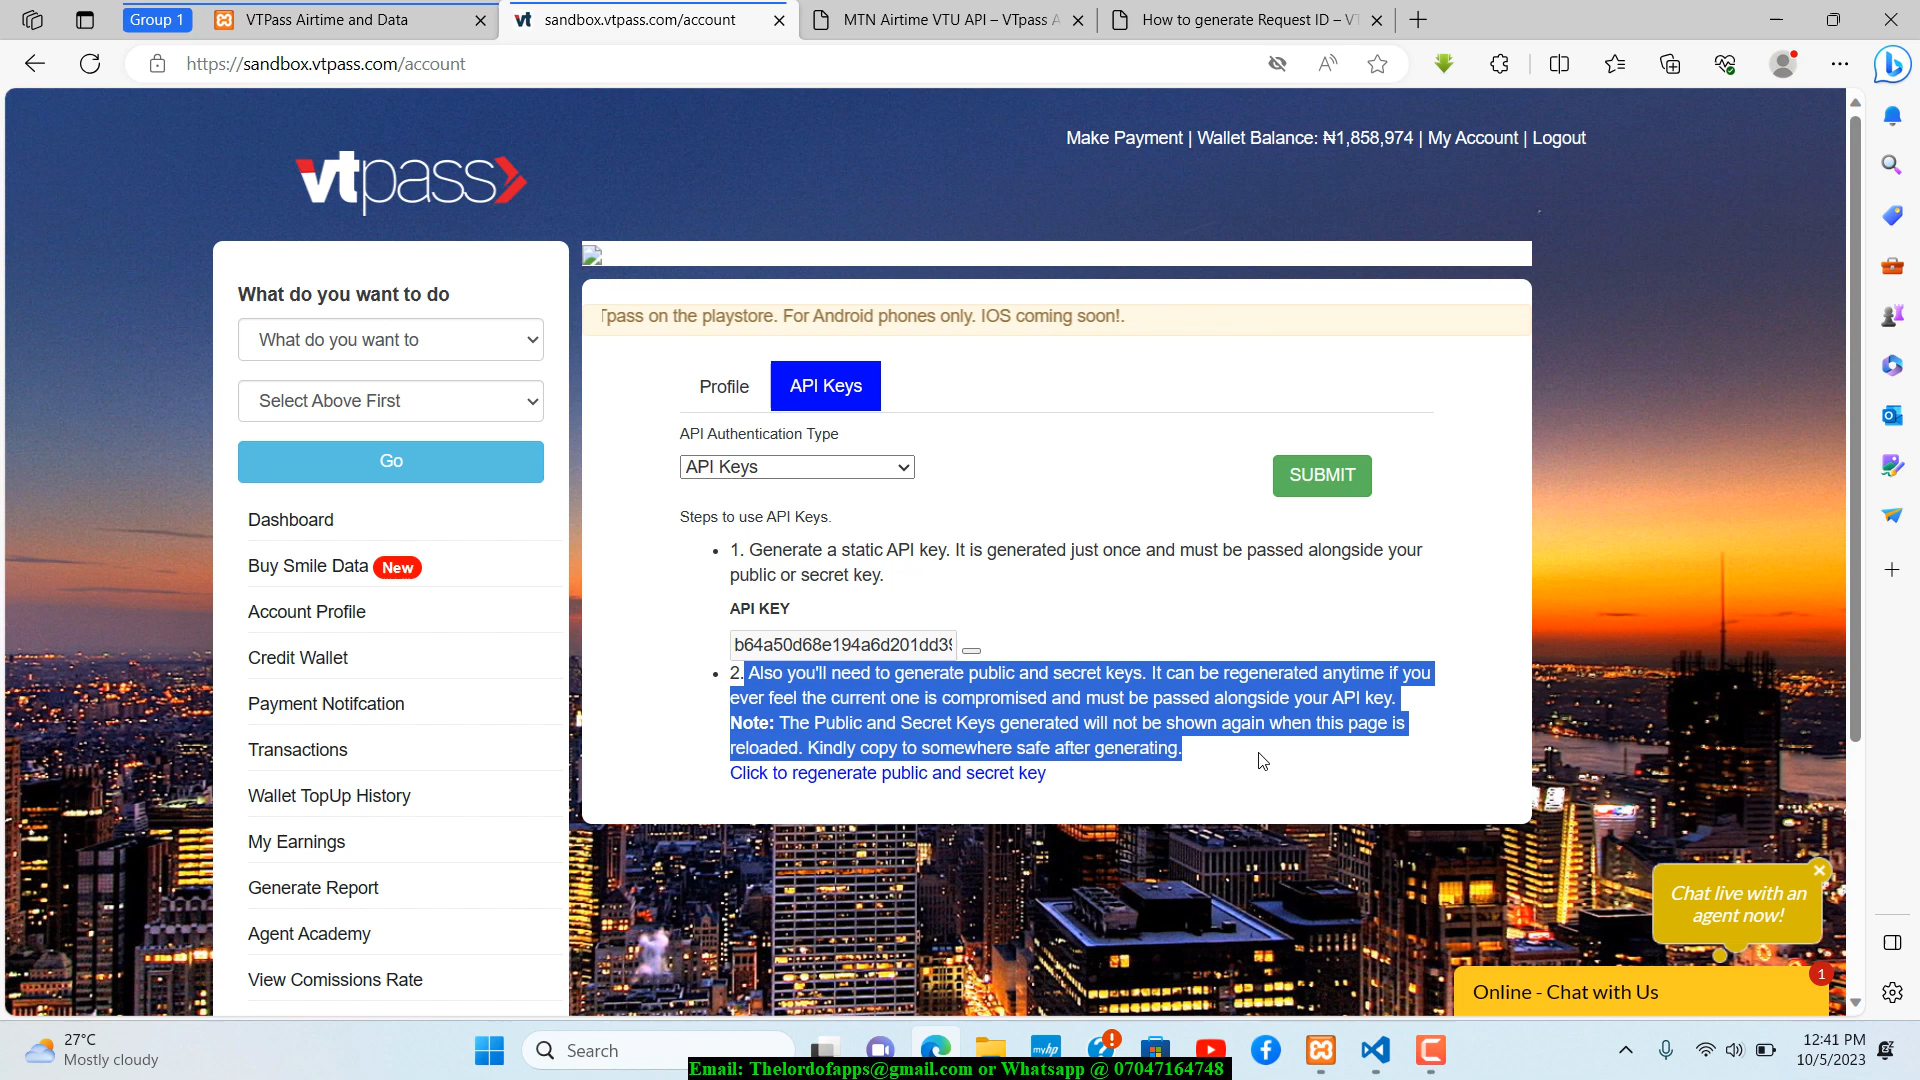 Group 1
VTPass Airtime and Data
sandbox.vtpass.com/account
MTN Airtime VTU API – VTpass A
How to generate Request ID – VT
https://sandbox.vtpass.com/account
Make Payment | Wallet Balance: ₦1,858,974 | My Account | Logout
vtpass
What do you want to do
What do you want to
Select Above First
Go
Dashboard
Buy Smile Data New
Account Profile
Credit Wallet
Payment Notifcation
Transactions
Wallet TopUp History
My Earnings
Generate Report
Agent Academy
View Comissions Rate
Tpass on the playstore. For Android phones only. IOS coming soon!.
Profile
API Keys
API Authentication Type
API Keys
SUBMIT
Steps to use API Keys.
1. Generate a static API key. It is generated just once and must be passed alongside your
public or secret key.
API KEY
b64a50d68e194a6d201dd39
2. Also you'll need to generate public and secret keys. It can be regenerated anytime if you
ever feel the current one is compromised and must be passed alongside your API key.
Note: The Public and Secret Keys generated will not be shown again when this page is
reloaded. Kindly copy to somewhere safe after generating.
Click to regenerate public and secret key
Chat live with an
agent now!
1
Online - Chat with Us
27°C
Mostly cloudy
Search
myhp
12:41 PM
10/5/2023
Email: Thelordofapps@gmail.com or Whatsapp @ 07047164748